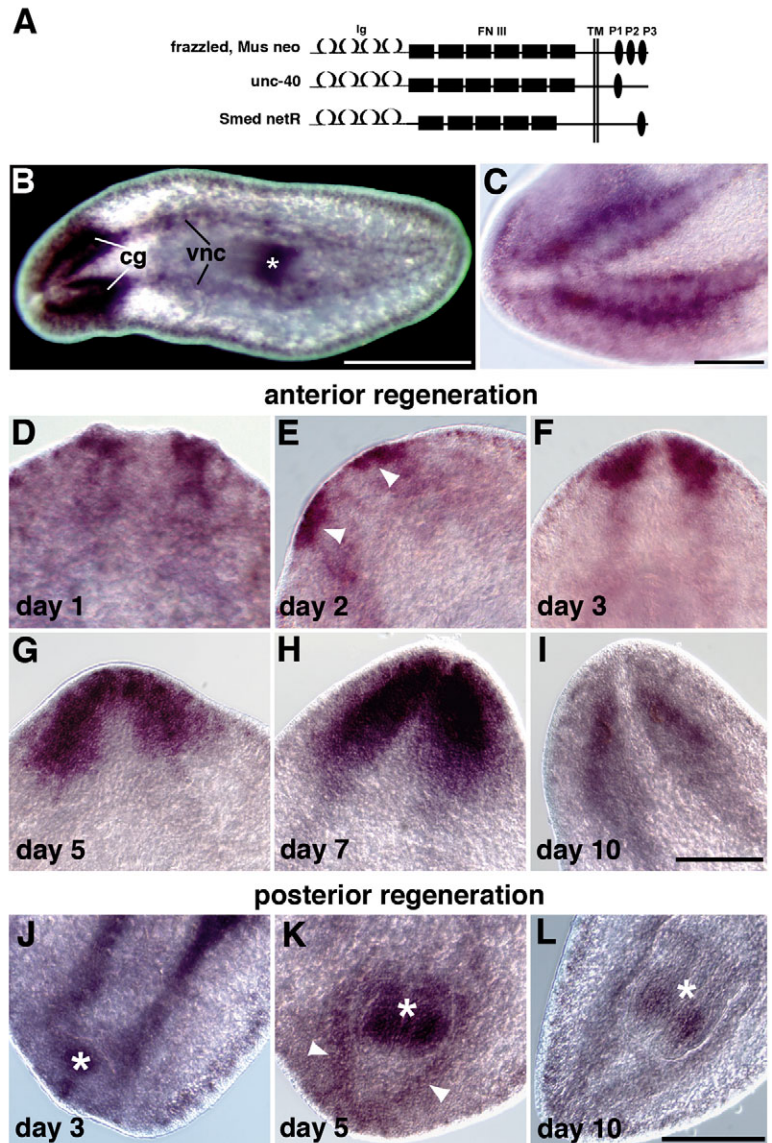 A
Ig FN III TM P1 P2 P3
frazzled, Mus neo
unc-40
Smed netR
B
cg
vnc
*
C
anterior regeneration
D
day 1
E
day 2
F
day 3
G
day 5
H
day 7
I
day 10
posterior regeneration
J
*
day 3
K
*
day 5
L
*
day 10